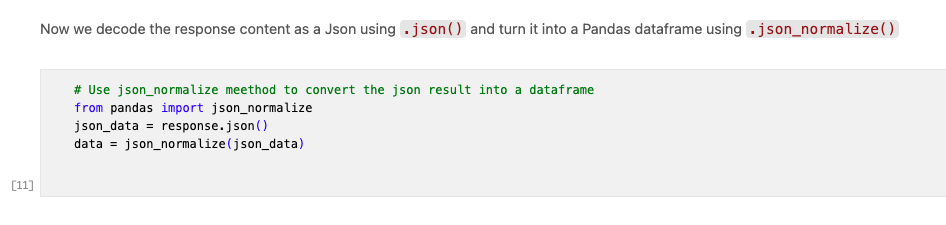 Now we decode the response content as a Json using .json() and turn it into a Pandas dataframe using .json_normalize()
# Use json_normalize meethod to convert the json result into a dataframe
from pandas import json_normalize
json_data = response.json()
data = json_normalize(json_data)
[11]